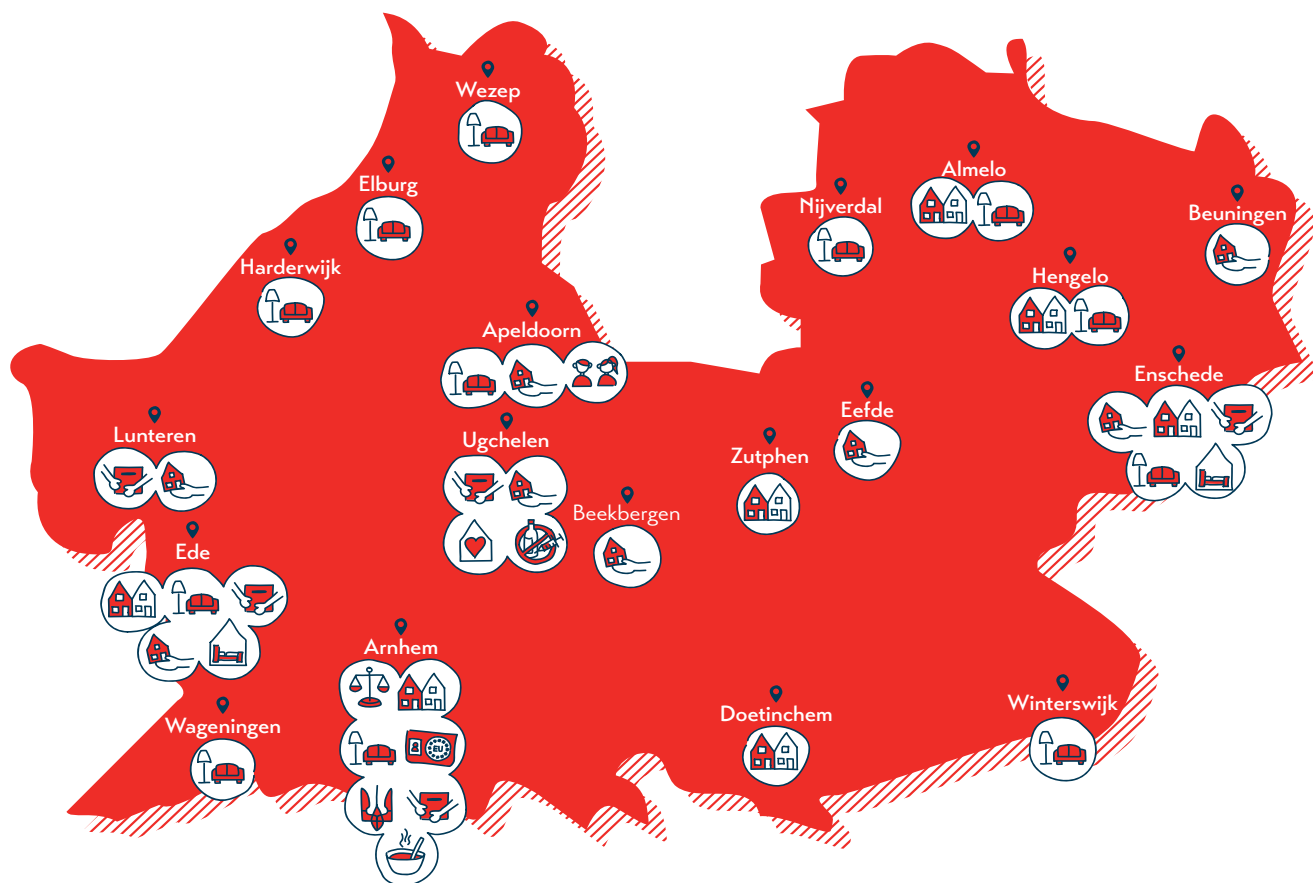 Wezep
Elburg
Almelo
Nijverdal
Beuningen
Harderwijk
Hengelo
Apeldoorn
Enschede
Eefde
Lunteren
Ugchelen
Zutphen
Beekbergen
Ede
Arnhem
Wageningen
Doetinchem
Winterswijk
EU